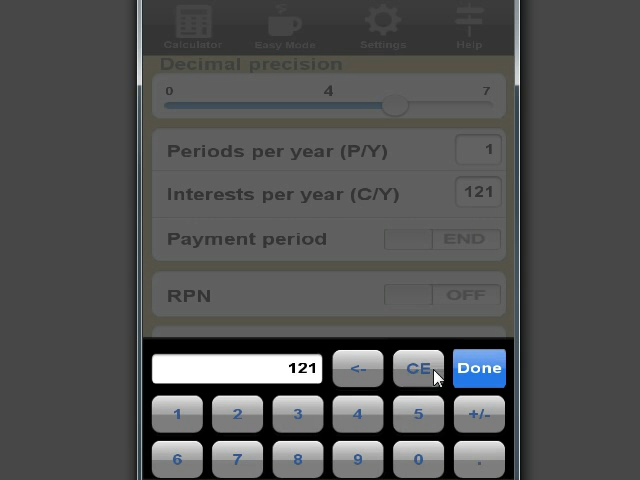 Calculator Easy Mode Settings Help
Decimal precision
0 4 7
Periods per year (P/Y) 1
Interests per year (C/Y) 121
Payment period END
RPN OFF
121 <- CE Done
1 2 3 4 5 +/-
6 7 8 9 0 .